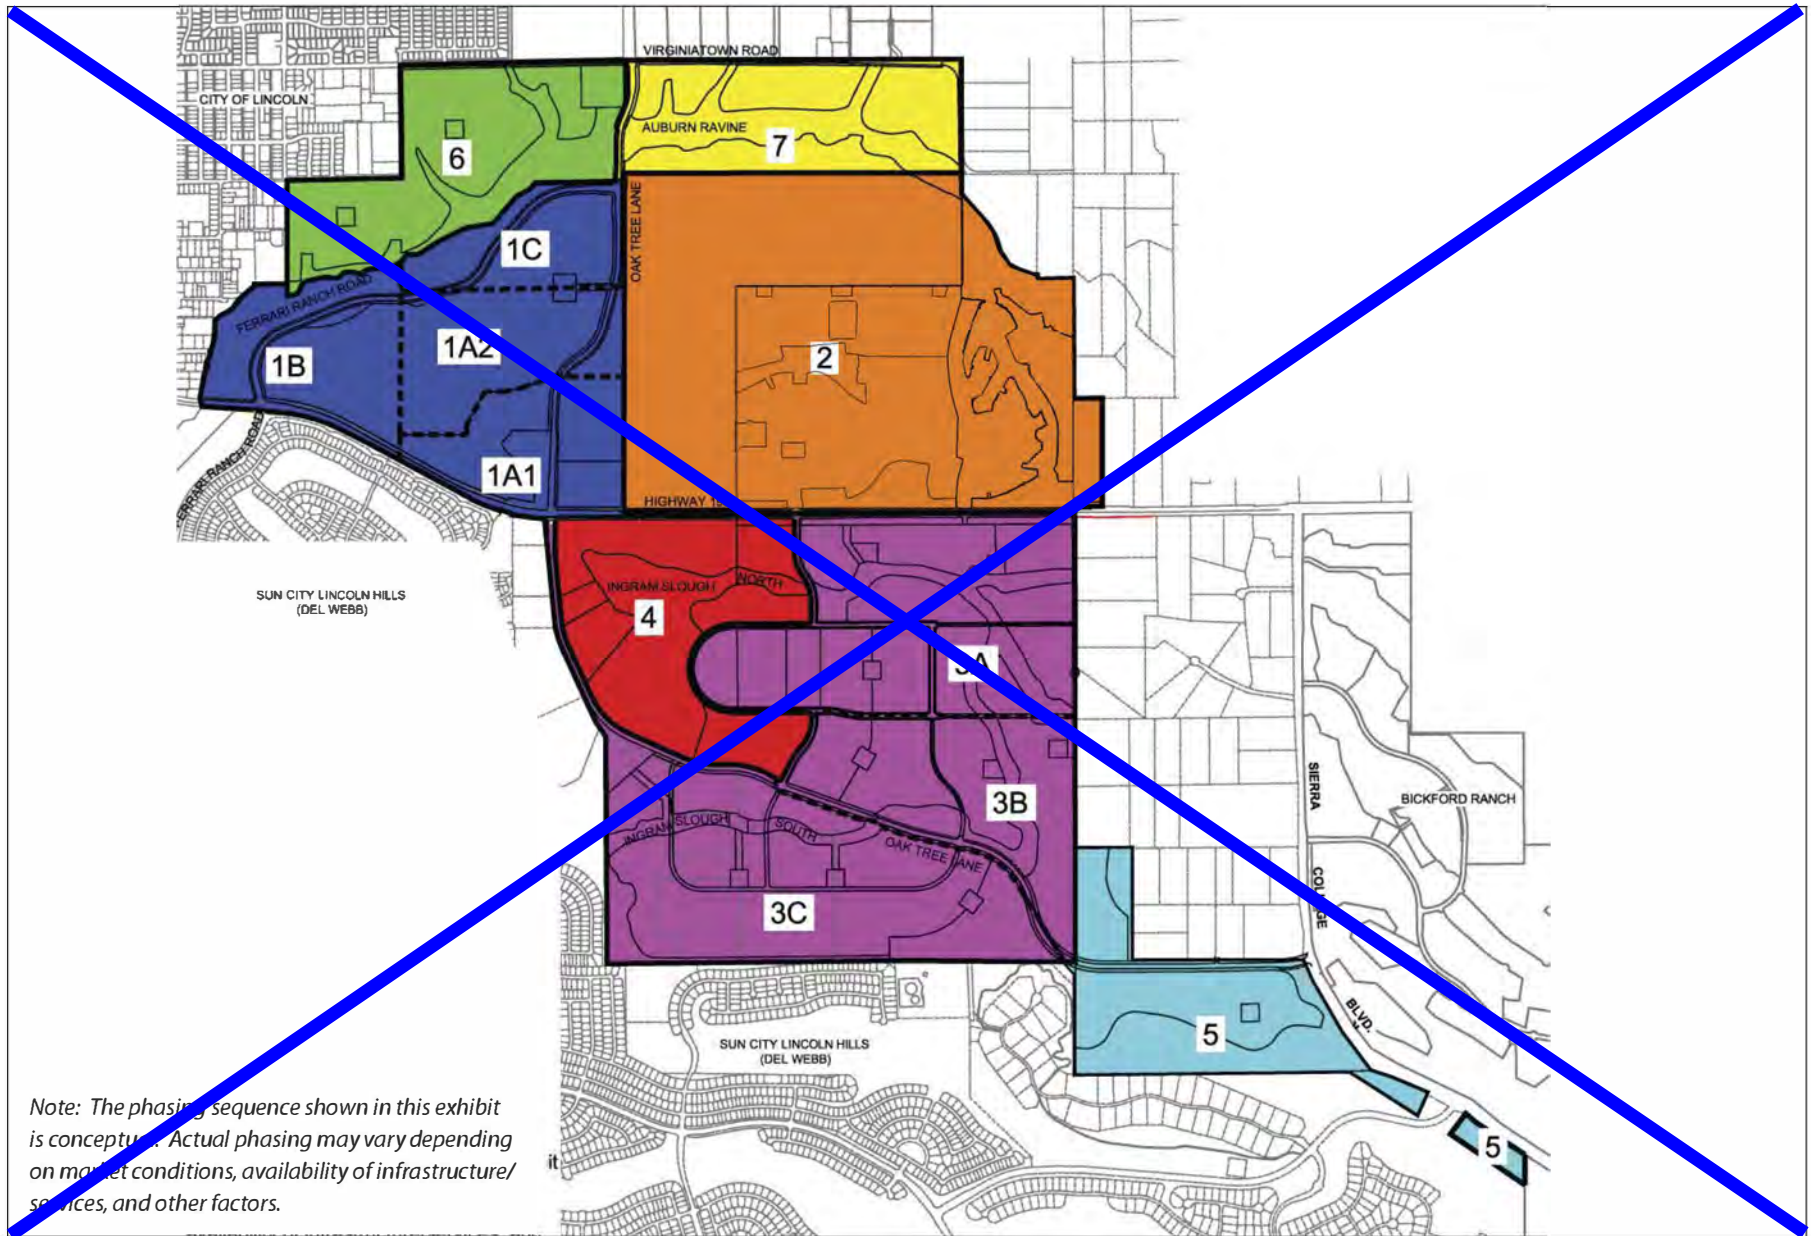 VIRGINIATOWN ROAD
CITY OF LINCOLN
AUBURN RAVINE
7
6
OAK TREE LANE
1C
FERRARI RANCH ROAD
1A2
1B
2
FERRARI RANCH ROAD
1A1
HIGHWAY
SUN CITY LINCOLN HILLS
(DEL WEBB)
INGRAM SLOUGH NORTH
4
3A
3B
SIERRA
BICKFORD RANCH
INGRAM SLOUGH SOUTH
OAK TREE LANE
3C
COLLEGE
BLVD.
5
SUN CITY LINCOLN HILLS
(DEL WEBB)
5
Note: The phasing sequence shown in this exhibit
is conceptual. Actual phasing may vary depending
on market conditions, availability of infrastructure/
services, and other factors.
it